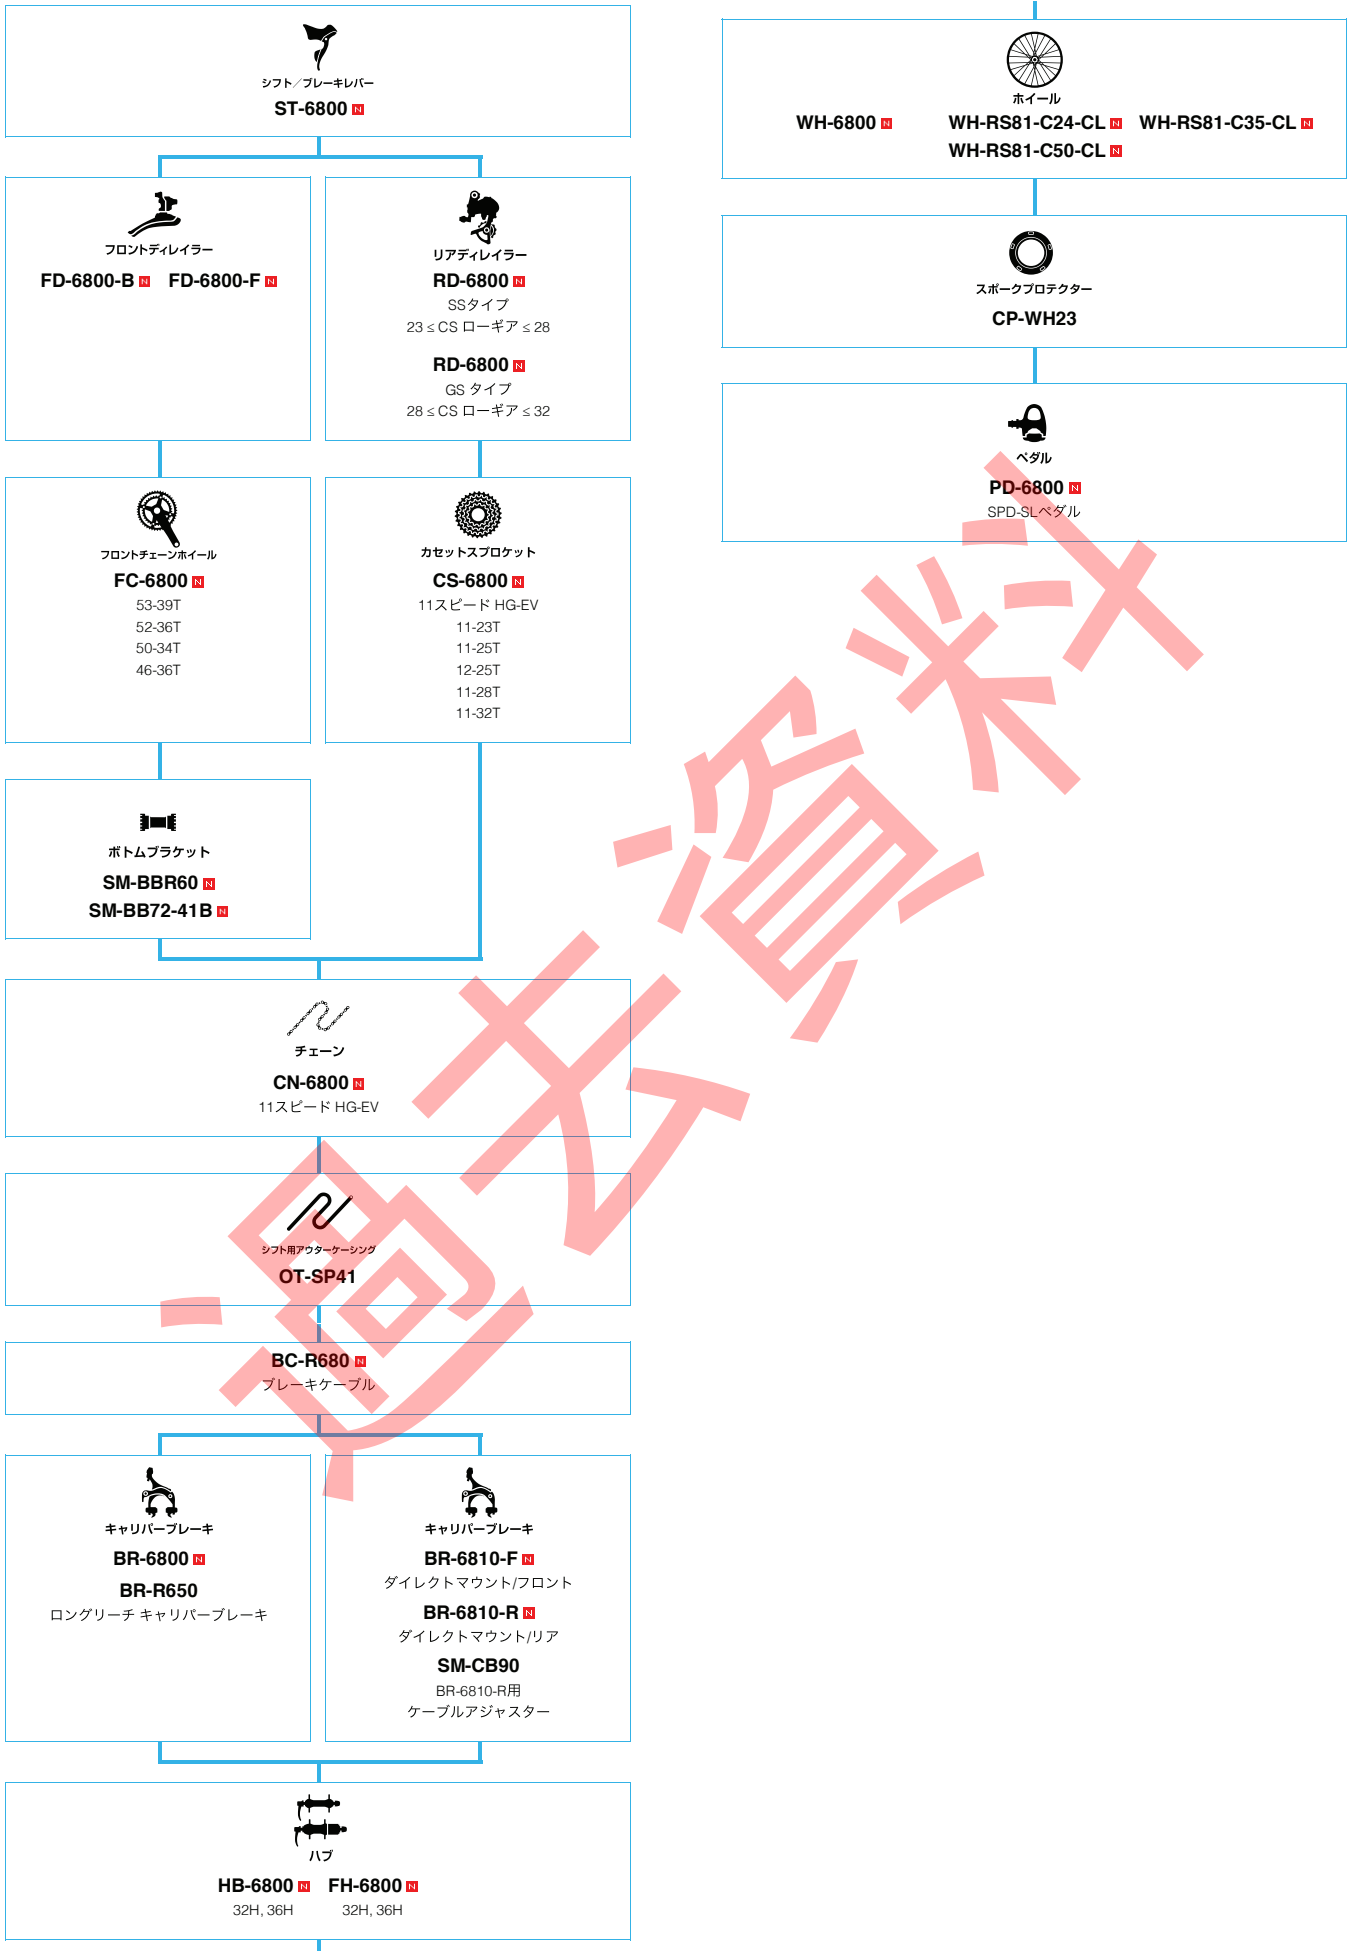 シフト／ブレーキレバー
ST-6800 N
フロントディレイラー
FD-6800-B N FD-6800-F N
リアディレイラー
RD-6800 N
SSタイプ
23 ≤ CS ローギア ≤ 28
RD-6800 N
GS タイプ
28 ≤ CS ローギア ≤ 32
フロントチェーンホイール
FC-6800 N
53-39T
52-36T
50-34T
46-36T
カセットスプロケット
CS-6800 N
11スピード HG-EV
11-23T
11-25T
12-25T
11-28T
11-32T
ボトムブラケット
SM-BBR60 N
SM-BB72-41B N
チェーン
CN-6800 N
11スピード HG-EV
シフト用アウターケーシング
OT-SP41
BC-R680 N
ブレーキケーブル
キャリパーブレーキ
BR-6800 N
BR-R650
ロングリーチ キャリパーブレーキ
キャリパーブレーキ
BR-6810-F N
ダイレクトマウント/フロント
BR-6810-R N
ダイレクトマウント/リア
SM-CB90
BR-6810-R用
ケーブルアジャスター
ハブ
HB-6800 N FH-6800 N
32H, 36H 32H, 36H
ホイール
WH-6800 N WH-RS81-C24-CL N WH-RS81-C35-CL N
WH-RS81-C50-CL N
スポークプロテクター
CP-WH23
ペダル
PD-6800 N
SPD-SLペダル
過去資料